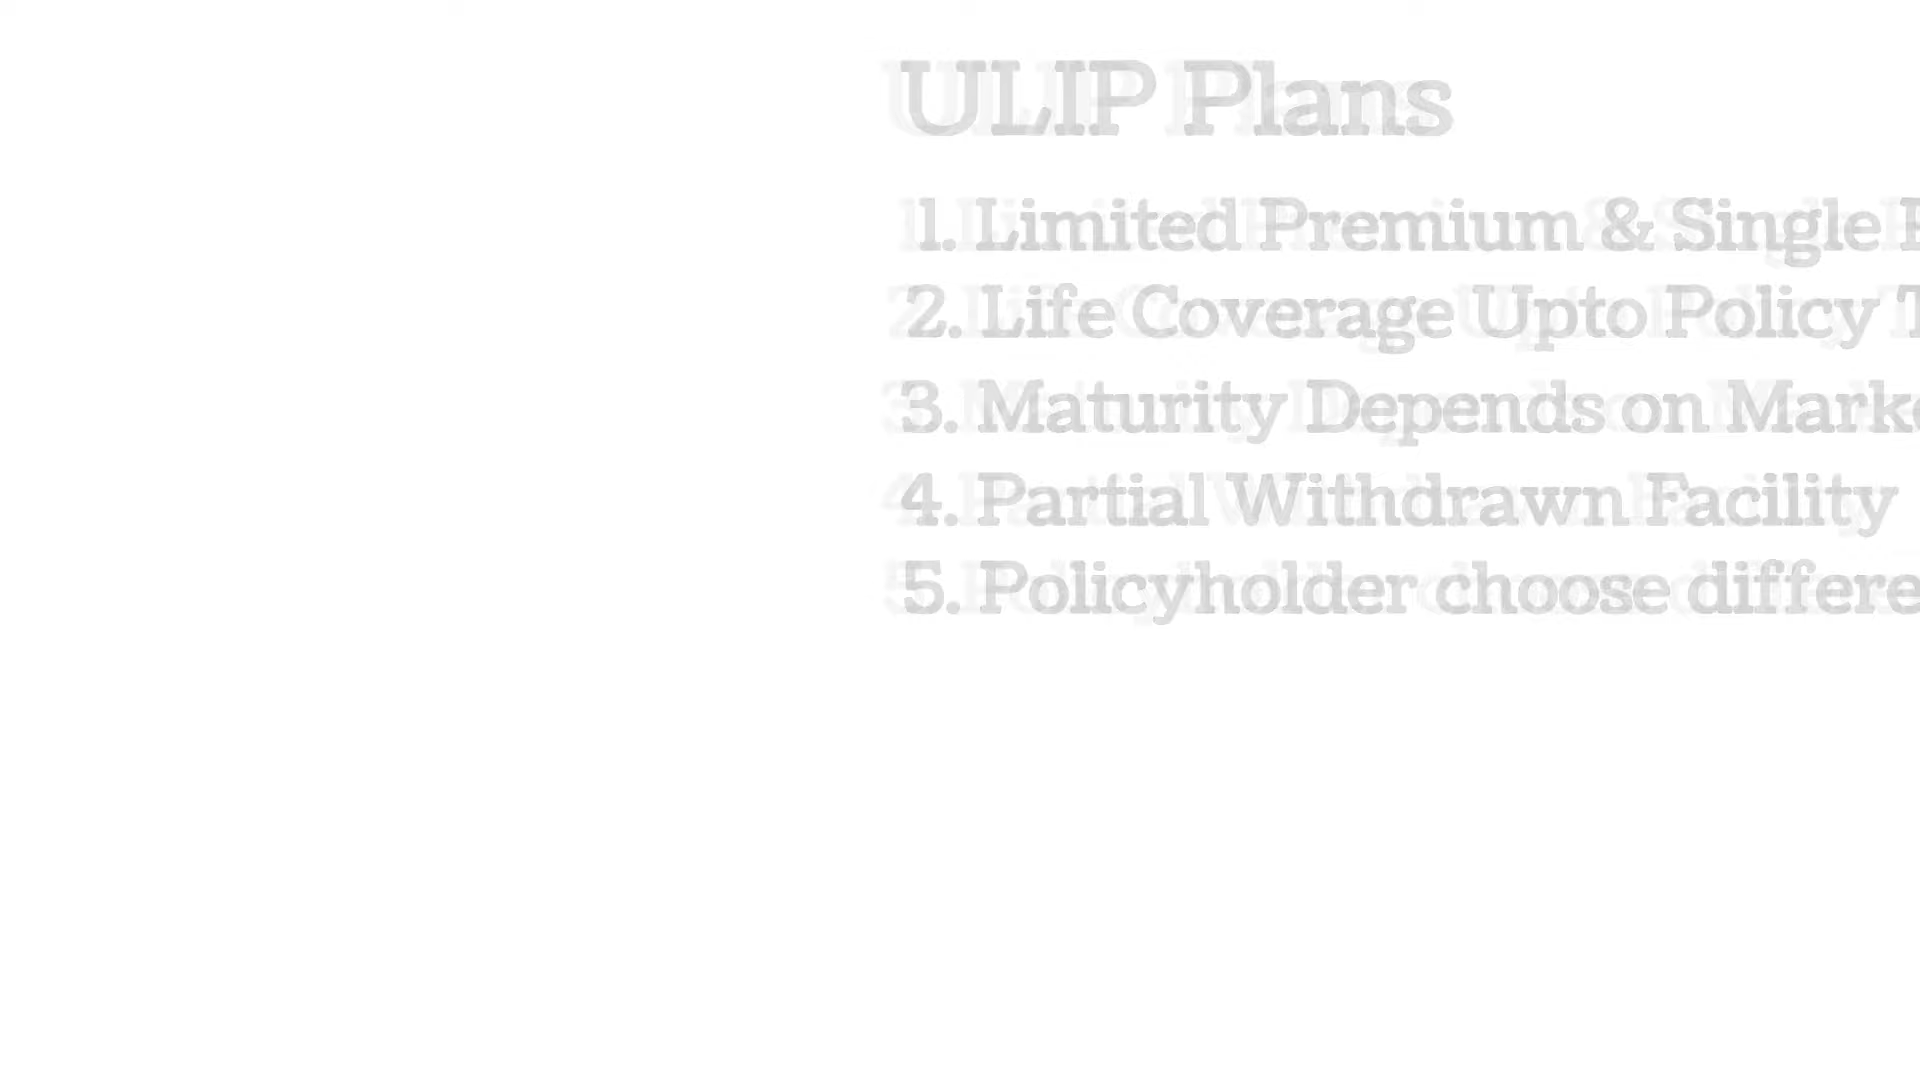 ULIP Plans
1. Limited Premium & Single
2. Life Coverage Upto Policy
3. Maturity Depends on
4. Partial Withdrawn Facility
5. Policyholder choose